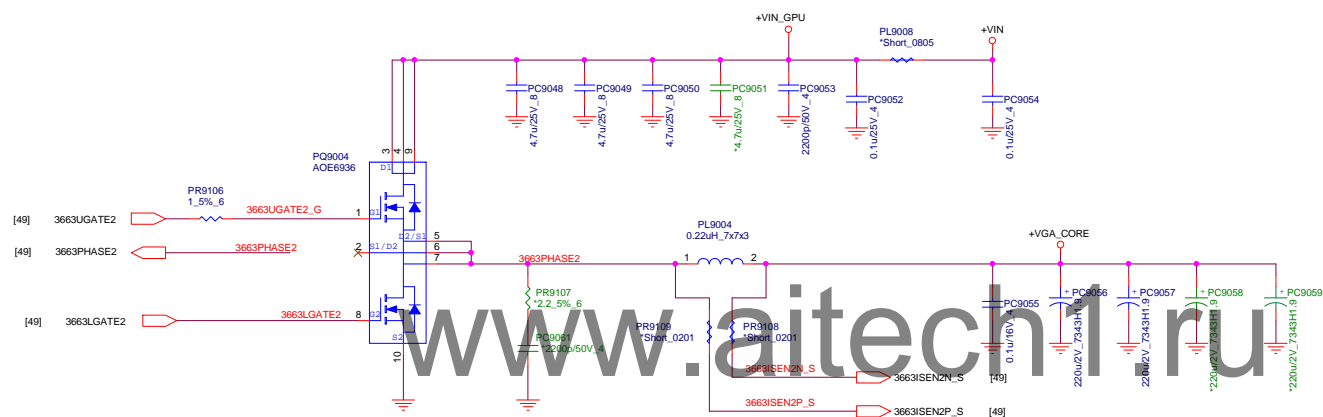 +VIN_GPU
PL9008
*Short_0805
+VIN
PC9048
4.7u/25V_8
PC9049
4.7u/25V_8
PC9050
4.7u/25V_8
PC9051
*4.7u/25V_8
PC9053
2200p/50V_4
PC9052
0.1u/25V_4
PC9054
0.1u/25V_4
PQ9004
AOE6936
3
4
9
D1
PR9106
1_5%_6
[49]
3663UGATE2
3663UGATE2_G
1
G1
[49]
3663PHASE2
3663PHASE2
2
S1/D2
D2/S1
5
6
7
3663PHASE2
[49]
3663LGATE2
3663LGATE2
8
G2
S2
10
PL9004
0.22uH_7x7x3
1
2
+VGA_CORE
PR9107
*2.2_5%_6
PC9061
*2200p/50V_4
PR9109
*Short_0201
PR9108
*Short_0201
PC9055
0.1u/16V_4
+
PC9056
220u/2V_7343H1.9
+
PC9057
220u/2V_7343H1.9
+
PC9058
*220u/2V_7343H1.9
+
PC9059
*220u/2V_7343H1.9
3663ISEN2N_S
3663ISEN2N_S
[49]
3663ISEN2P_S
3663ISEN2P_S
[49]
www.aitech1.ru